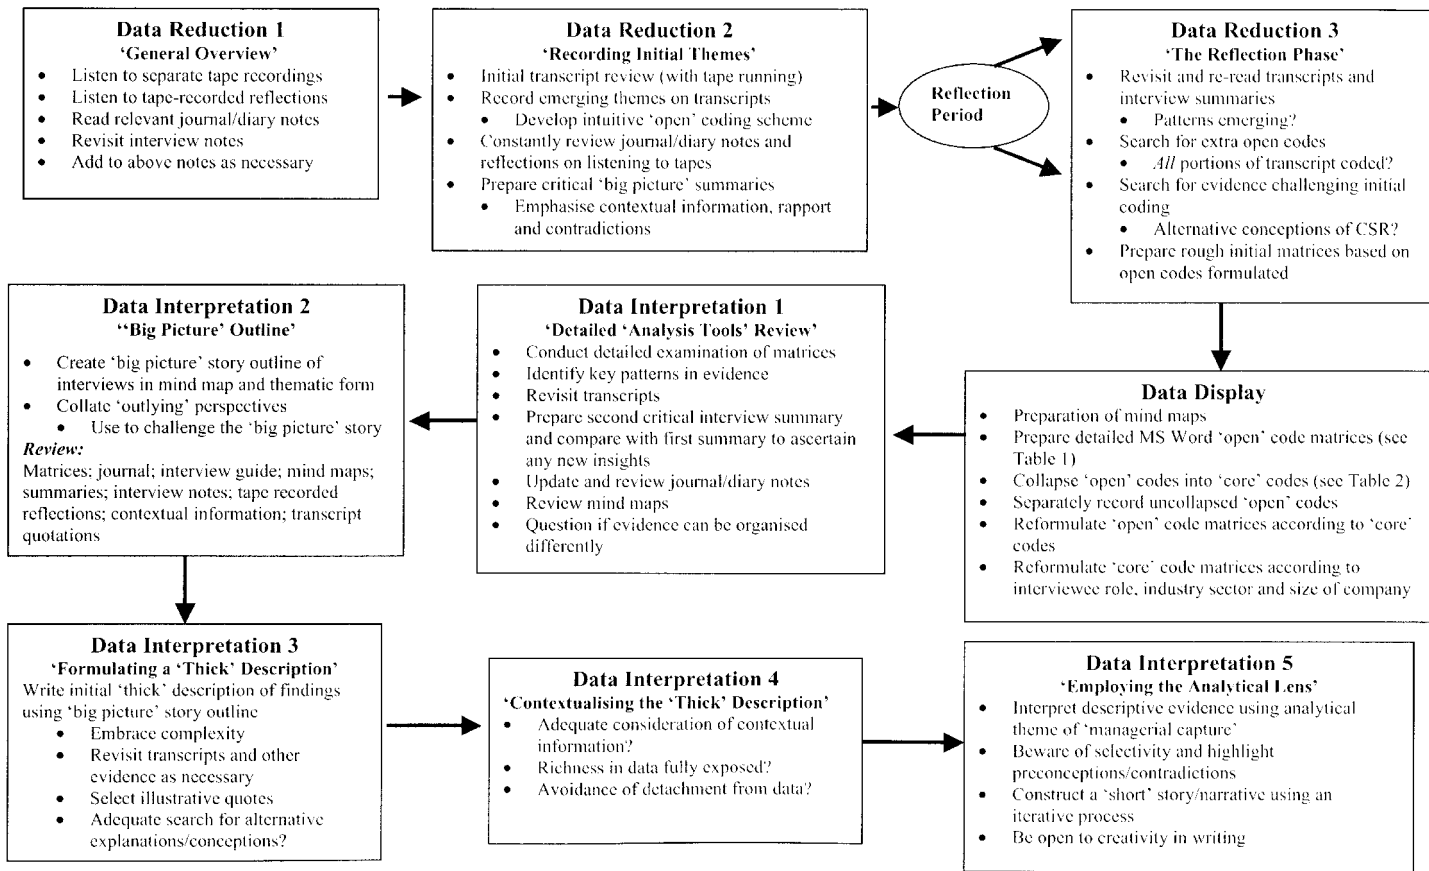 Data Reduction 1
‘General Overview’
• Listen to separate tape recordings
• Listen to tape-recorded reflections
• Read relevant journal/diary notes
• Revisit interview notes
• Add to above notes as necessary
Data Reduction 2
‘Recording Initial Themes’
• Initial transcript review (with tape running)
• Record emerging themes on transcripts
• Develop intuitive ‘open’ coding scheme
• Constantly review journal/diary notes and
reflections on listening to tapes
• Prepare critical ‘big picture’ summaries
• Emphasise contextual information, rapport
and contradictions
Reflection
Period
Data Reduction 3
‘The Reflection Phase’
• Revisit and re-read transcripts and
interview summaries
• Patterns emerging?
• Search for extra open codes
• All portions of transcript coded?
• Search for evidence challenging initial
coding
• Alternative conceptions of CSR?
• Prepare rough initial matrices based on
open codes formulated
Data Display
• Preparation of mind maps
• Prepare detailed MS Word ‘open’ code matrices (see
Table 1)
• Collapse ‘open’ codes into ‘core’ codes (see Table 2)
• Separately record uncollapsed ‘open’ codes
• Reformulate ‘open’ code matrices according to ‘core’
codes
• Reformulate ‘core’ code matrices according to
interviewee role, industry sector and size of company
Data Interpretation 1
‘Detailed ‘Analysis Tools’ Review’
• Conduct detailed examination of matrices
• Identify key patterns in evidence
• Revisit transcripts
• Prepare second critical interview summary
and compare with first summary to ascertain
any new insights
• Update and review journal/diary notes
• Review mind maps
• Question if evidence can be organised
differently
Data Interpretation 2
‘‘Big Picture’ Outline’
• Create ‘big picture’ story outline of
interviews in mind map and thematic form
• Collate ‘outlying’ perspectives
• Use to challenge the ‘big picture’ story
Review:
Matrices; journal; interview guide; mind maps;
summaries; interview notes; tape recorded
reflections; contextual information; transcript
quotations
Data Interpretation 3
‘Formulating a ‘Thick’ Description’
Write initial ‘thick’ description of findings
using ‘big picture’ story outline
• Embrace complexity
• Revisit transcripts and other
evidence as necessary
• Select illustrative quotes
• Adequate search for alternative
explanations/conceptions?
Data Interpretation 4
‘Contextualising the ‘Thick’ Description’
• Adequate consideration of contextual
information?
• Richness in data fully exposed?
• Avoidance of detachment from data?
Data Interpretation 5
‘Employing the Analytical Lens’
• Interpret descriptive evidence using analytical
theme of ‘managerial capture’
• Beware of selectivity and highlight
preconceptions/contradictions
• Construct a ‘short’ story/narrative using an
iterative process
• Be open to creativity in writing